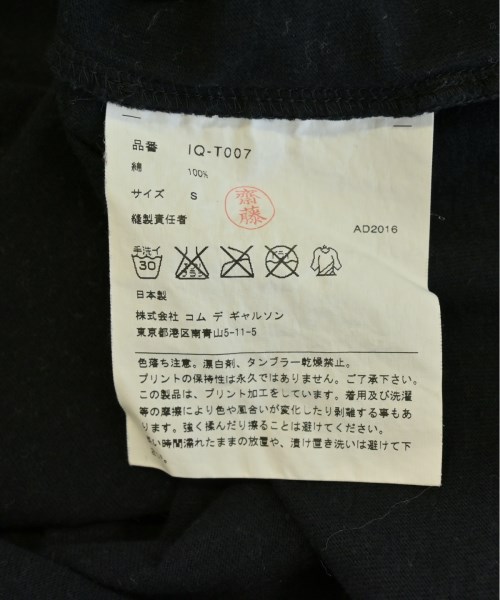 品番 IQ-T007
綿 100%
サイズ S
齋藤
縫製責任者
AD2016
手洗イ
30
エンソ
サラシ
ドライ
日本製
株式会社 コム デ ギャルソン
東京都港区南青山5-11-5
色落ち注意。漂白剤、タンブラー乾燥禁止。
プリントの保持性は永久ではありません。ご了承下さい。
この製品は、プリント加工をしています。着用及び洗濯
等の摩擦により色や風合いが変化したり剥離する事もあ
ります。強く揉んだり擦ることは避けてください。
い時間濡れたままの放置や、漬け置き洗いは避けて下